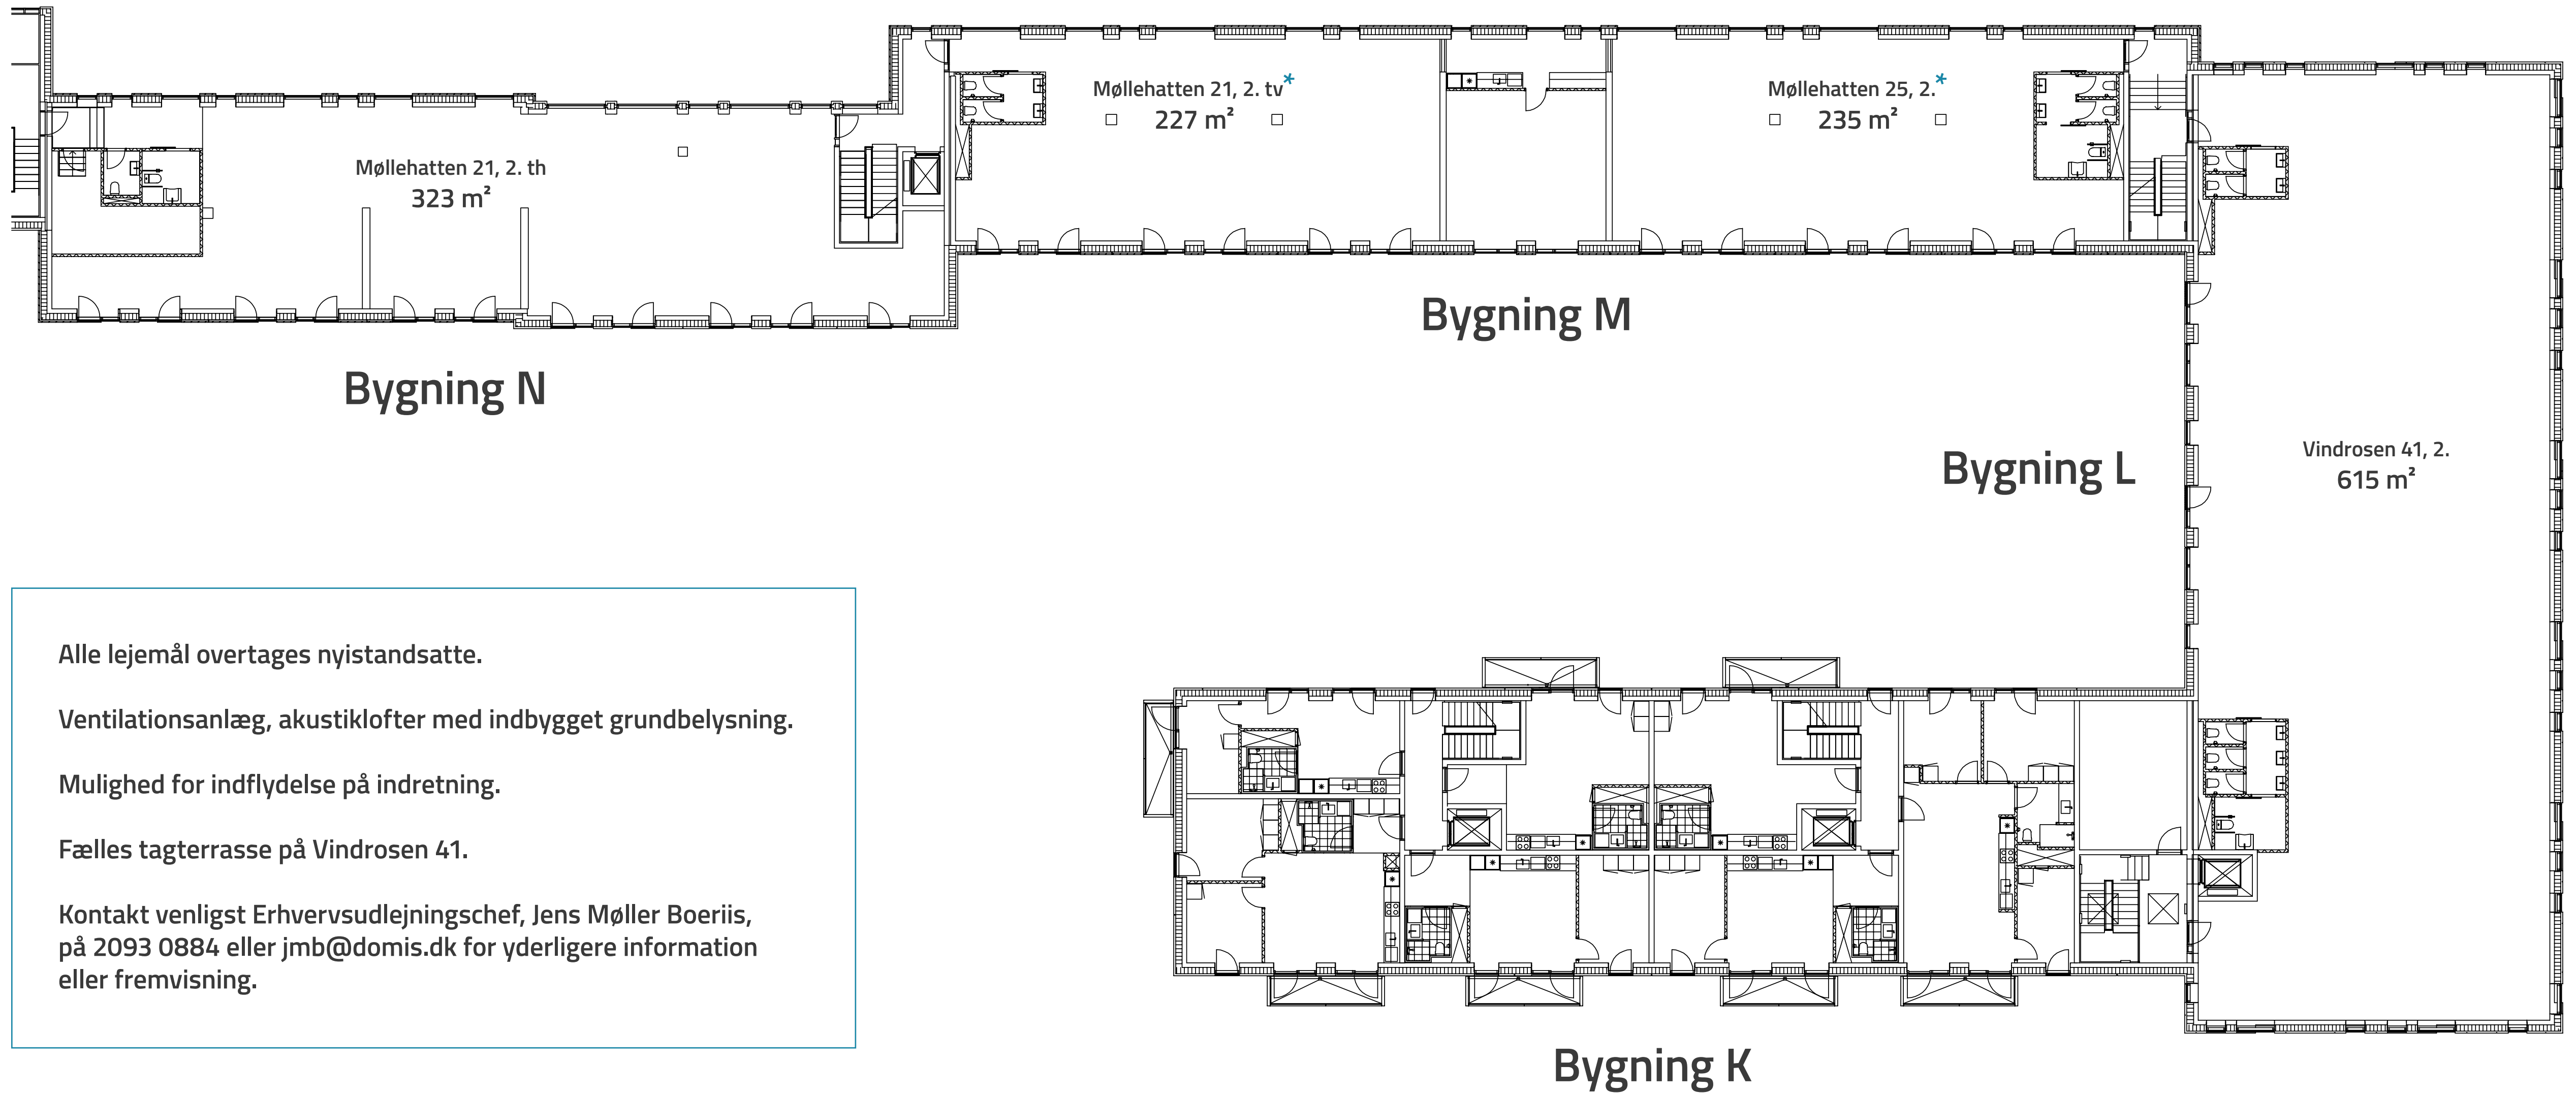 Møllehatten 21, 2. th
323 m²
Møllehatten 21, 2. tv*
227 m²
Møllehatten 25, 2.*
235 m²
Bygning M
Bygning N
Bygning L
Vindrosen 41, 2.
615 m²
Alle lejemål overtages nyistandsatte.
Ventilationsanlæg, akustiklofter med indbygget grundbelysning.
Mulighed for indflydelse på indretning.
Fælles tagterrasse på Vindrosen 41.
Kontakt venligst Erhvervsudlejningschef, Jens Møller Boeriis,
på 2093 0884 eller jmb@domis.dk for yderligere information
eller fremvisning.
Bygning K